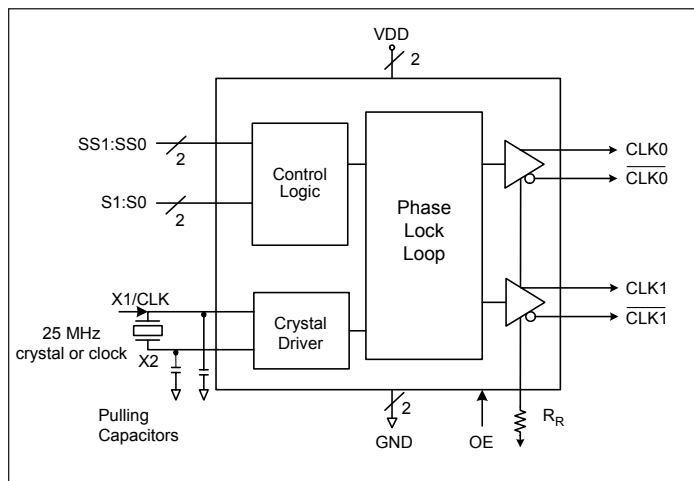 VDD
2
SS1:SS0
2
S1:S0
2
Control
Logic
Phase
Lock
Loop
CLK0
CLK0
CLK1
CLK1
X1/CLK
25 MHz
crystal or clock
X2
Crystal
Driver
Pulling
Capacitors
2
GND
OE
RR